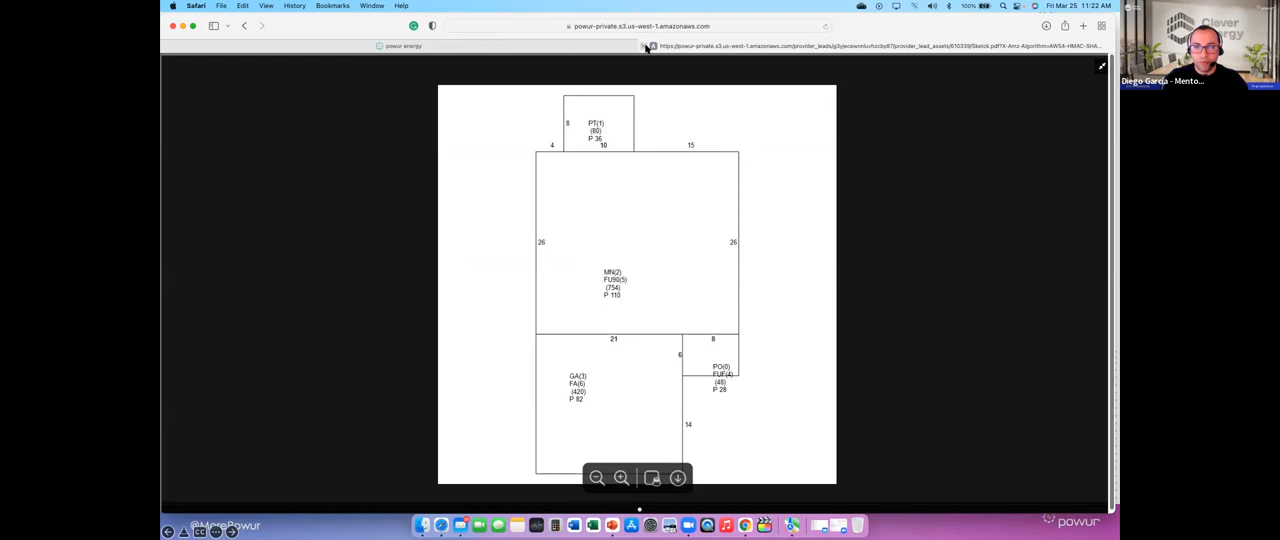 Safari File Edit View History Bookmarks Window Help
100% Fri Mar 25 11:22 AM
powur-private.s3.us-west-1.amazonaws.com
powur energy
Clever Energy
Diego Garcia - Mento...
8
PT(1)
(80)
P 36
4
10
15
26
26
MN(2)
FU90(5)
(754)
P 110
21
8
6
GA(3)
FA(6)
(420)
P 82
PO(0)
FUF(4)
(48)
P 28
14
@MorePowur
powur